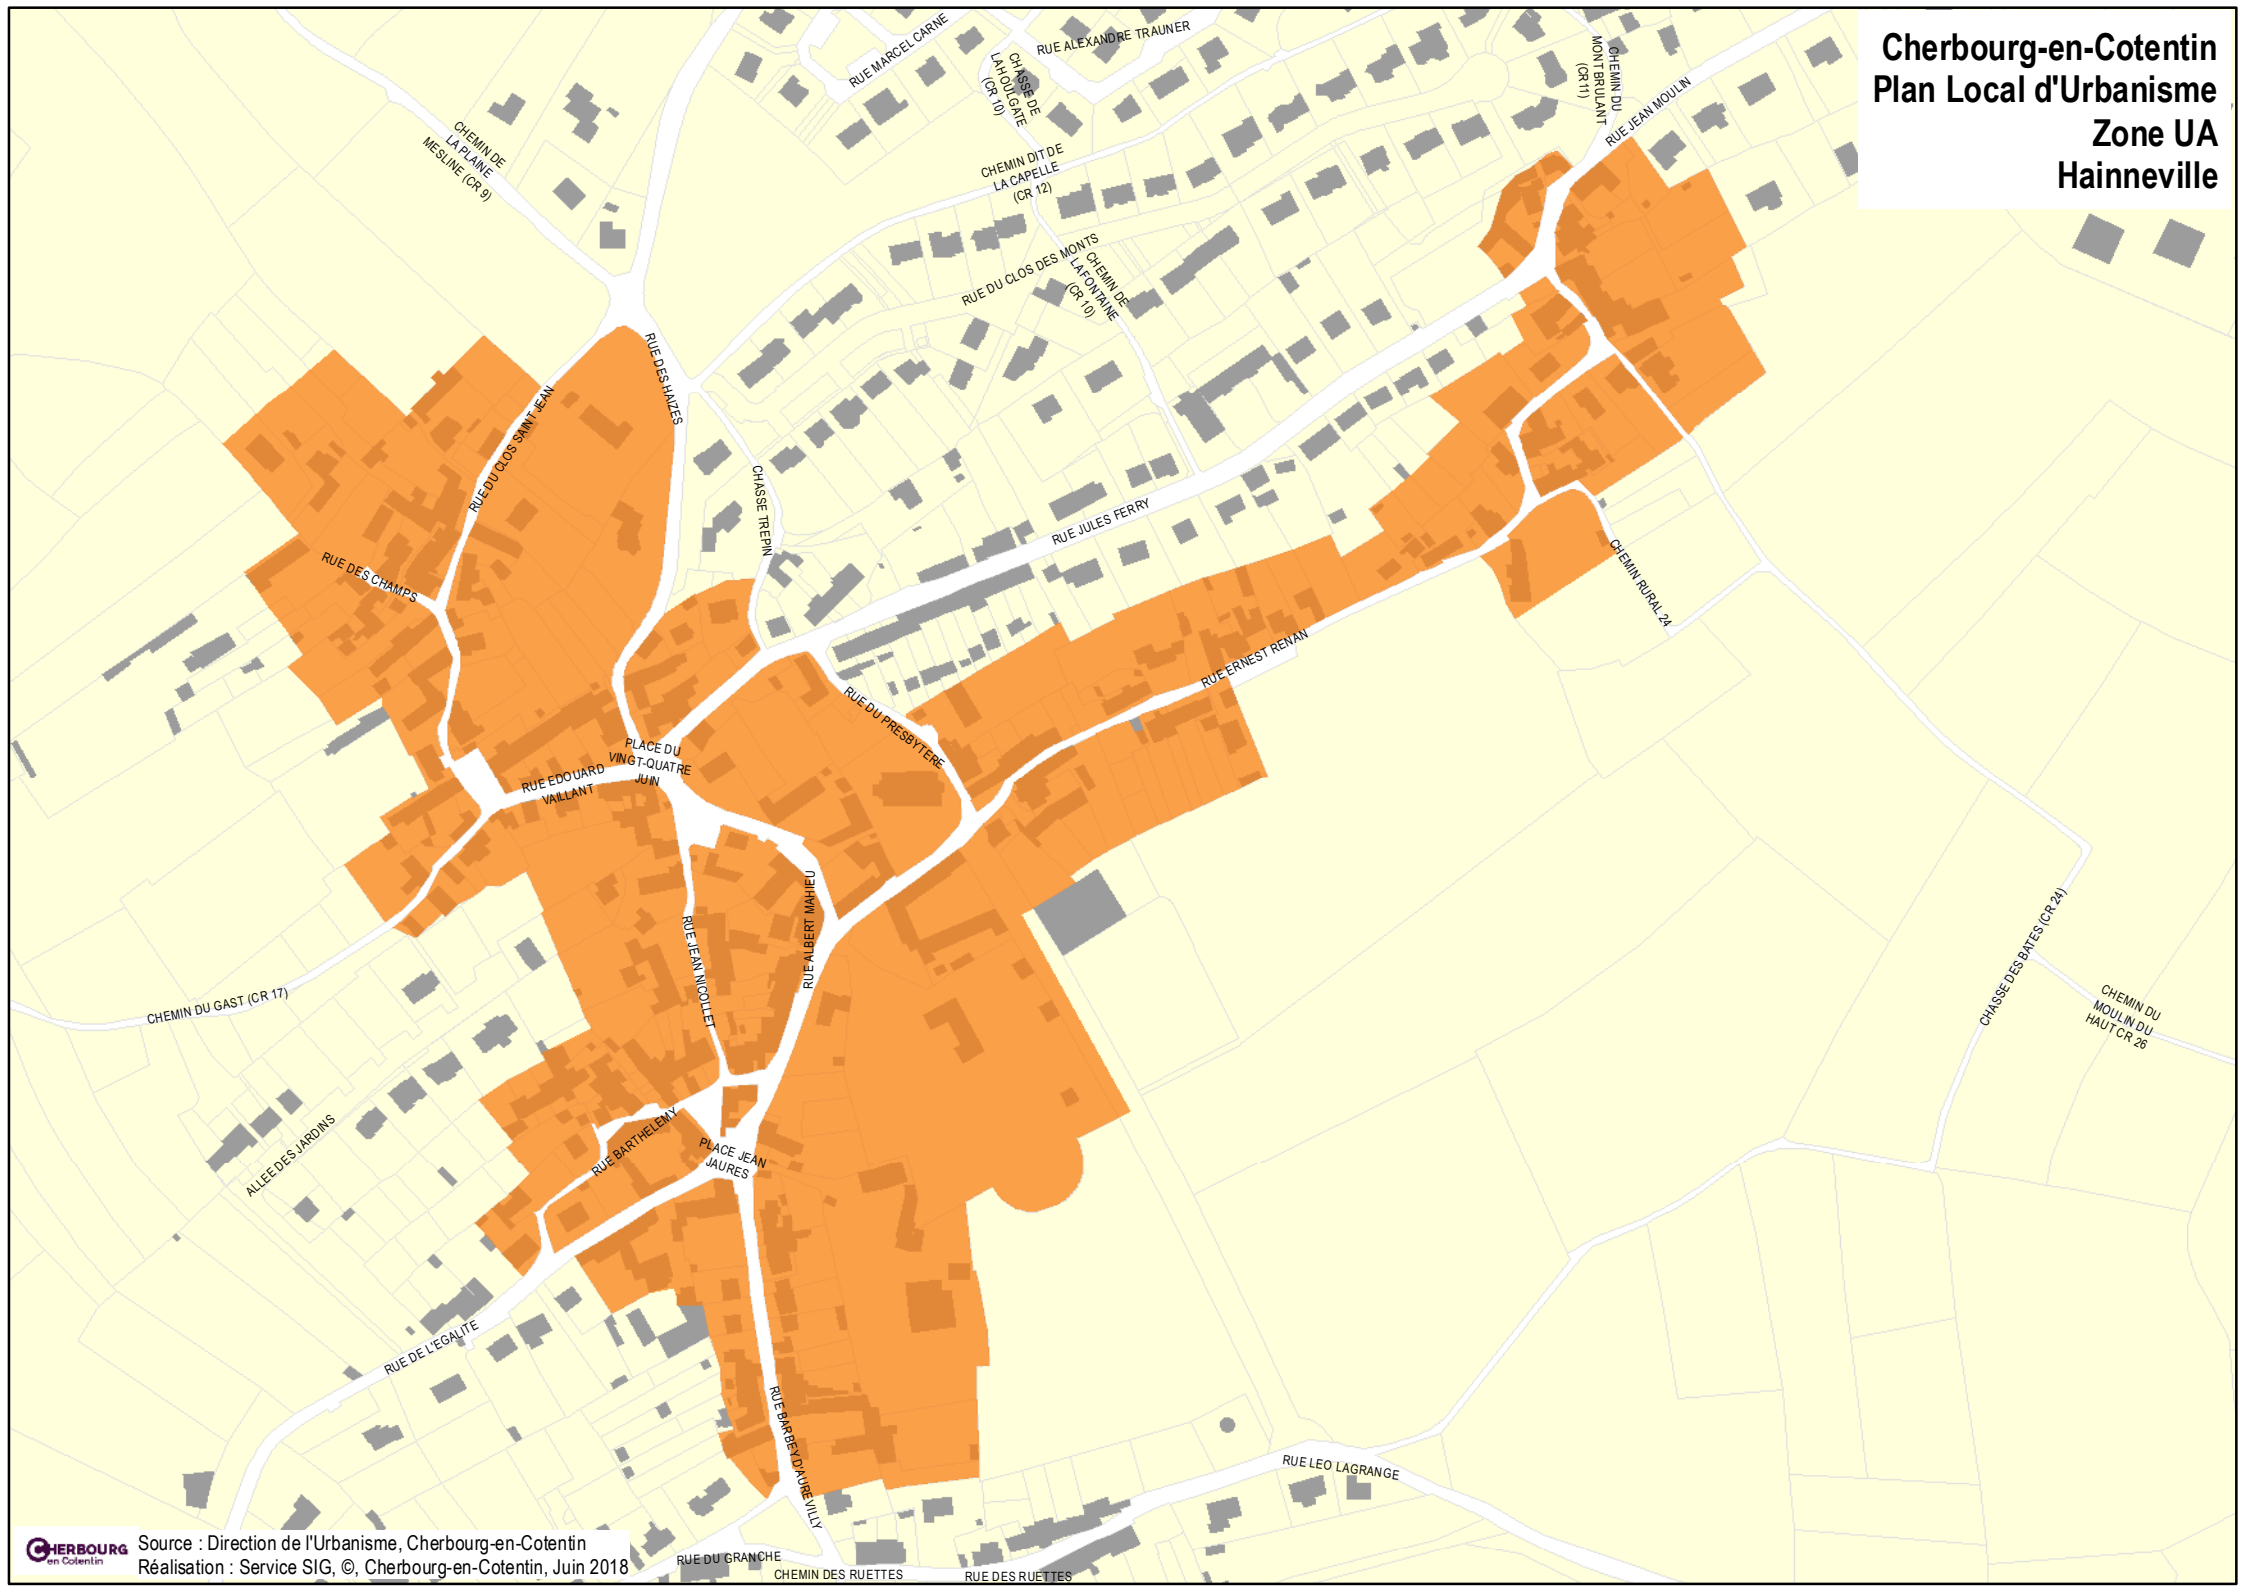 Cherbourg-en-Cotentin
Plan Local d'Urbanisme
Zone UA
Hainneville
RUE MARCEL CARNE
RUE ALEXANDRE TRAUNER
CHASSE DE
LAHOULGATE
(CR 10)
CHEMIN DU
MONT BRULANT
(CR11)
RUE JEAN MOULIN
CHEMIN DE
LA PLAINE
MESLINE (CR 9)
CHEMIN DIT DE
LA CAPELLE
(CR 12)
RUE DU CLOS DES MONTS
CHEMIN DE
LAFONTAINE
(CR 10)
RUE DES HAIZES
RUE DU CLOS SAINT JEAN
CHASSE TREPIN
RUE JULES FERRY
RUE DES CHAMPS
CHEMIN RURAL 24
RUE ERNEST RENAN
RUE DU PRESBYTERE
PLACE DU
VINGT-QUATRE
JUIN
RUE EDOUARD
VAILLANT
RUE ALBERT MAHIEU
RUE JEAN NICOLLET
CHASSE DES BATES (CR 24)
CHEMIN DU GAST (CR 17)
CHEMIN DU
MOULIN DU
HAUT CR 26
ALLEE DES JARDINS
RUE BARTHELEMY
PLACE JEAN
JAURES
RUE DE L'EGALITE
RUE BARBEY D'AUREVILLY
RUE LEO LAGRANGE
RUE DU GRANCHE
CHEMIN DES RUETTES
RUE DES RUETTES
CHERBOURG
en Cotentin
Source : Direction de l'Urbanisme, Cherbourg-en-Cotentin
Réalisation : Service SIG, ©, Cherbourg-en-Cotentin, Juin 2018